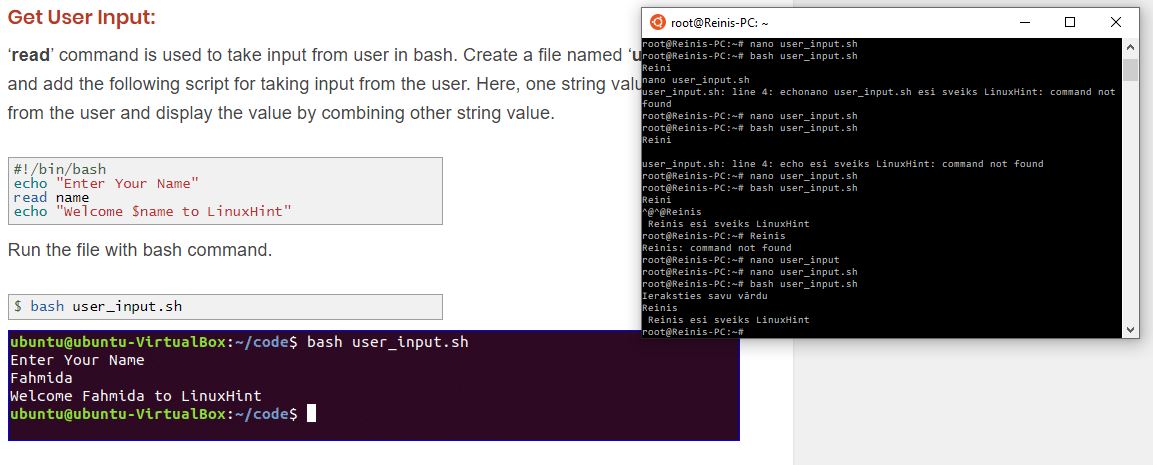 Get User Input:
‘read’ command is used to take input from user in bash. Create a file named ‘u
and add the following script for taking input from the user. Here, one string valu
from the user and display the value by combining other string value.
#!/bin/bash
echo "Enter Your Name"
read name
echo "Welcome $name to LinuxHint"
Run the file with bash command.
$ bash user_input.sh
ubuntu@ubuntu-VirtualBox:~/code$ bash user_input.sh
Enter Your Name
Fahmida
Welcome Fahmida to LinuxHint
ubuntu@ubuntu-VirtualBox:~/code$
root@Reinis-PC: ~
root@Reinis-PC:~# nano user_input.sh
root@Reinis-PC:~# bash user_input.sh
Reini
nano user_input.sh
user_input.sh: line 4: echonano user_input.sh esi sveiks LinuxHint: command not
found
root@Reinis-PC:~# nano user_input.sh
root@Reinis-PC:~# bash user_input.sh
Reini
user_input.sh: line 4: echo esi sveiks LinuxHint: command not found
root@Reinis-PC:~# nano user_input.sh
root@Reinis-PC:~# bash user_input.sh
Reini
^@^@Reinis
Reinis esi sveiks LinuxHint
root@Reinis-PC:~# Reinis
Reinis: command not found
root@Reinis-PC:~# nano user_input
root@Reinis-PC:~# nano user_input.sh
root@Reinis-PC:~# bash user_input.sh
Ieraksties savu vārdu
Reinis
Reinis esi sveiks LinuxHint
root@Reinis-PC:~#